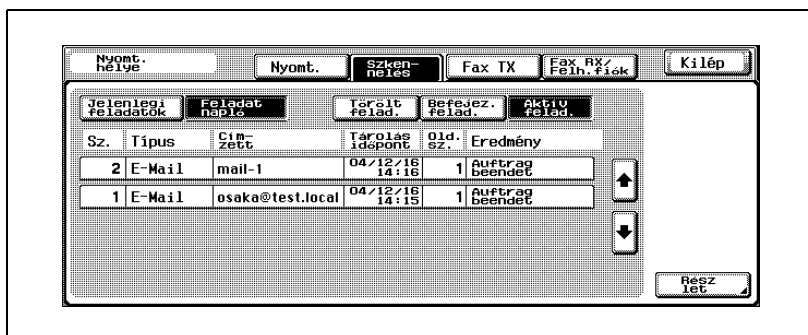 Nyomt. helye Nyomt. Szken- nelés Fax TX Fax RX/ Felh.fiók Kilép
Jelenlegi feladatok Feladat napló Törölt felad. Befejez. felad. Aktív felad.
Sz. Típus Cím- zett Tárolás időpont Old. sz. Eredmény
2 E-Mail mail-1 04/12/16 14:16 1 Auftrag beendet
1 E-Mail osaka@test.local 04/12/16 14:15 1 Auftrag beendet
Rész let